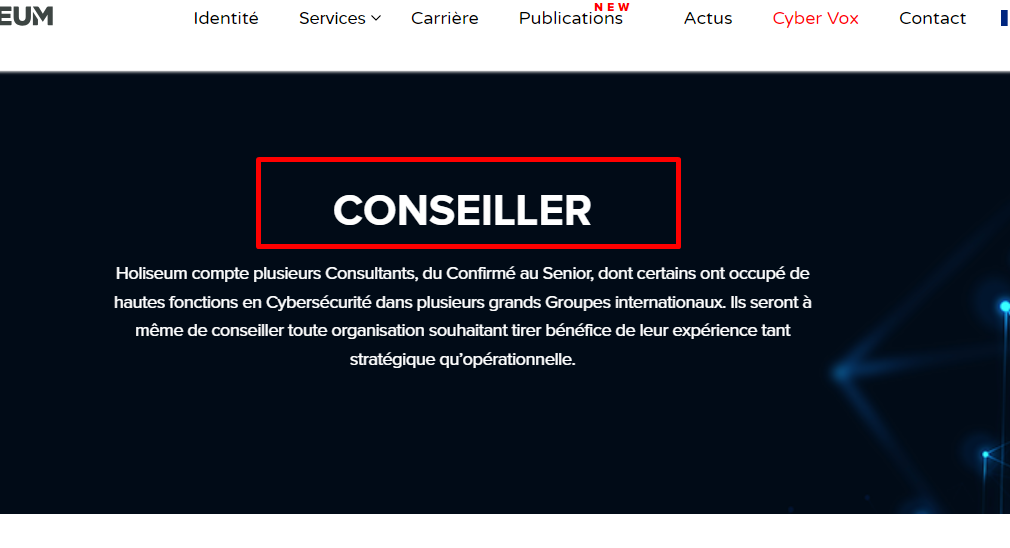 EUM Identité Services Carrière Publications NEW Actus Cyber Vox Contact
CONSEILLER
Holiseum compte plusieurs Consultants, du Confirmé au Senior, dont certains ont occupé de
hautes fonctions en Cybersécurité dans plusieurs grands Groupes internationaux. Ils seront à
même de conseiller toute organisation souhaitant tirer bénéfice de leur expérience tant
stratégique qu’opérationnelle.